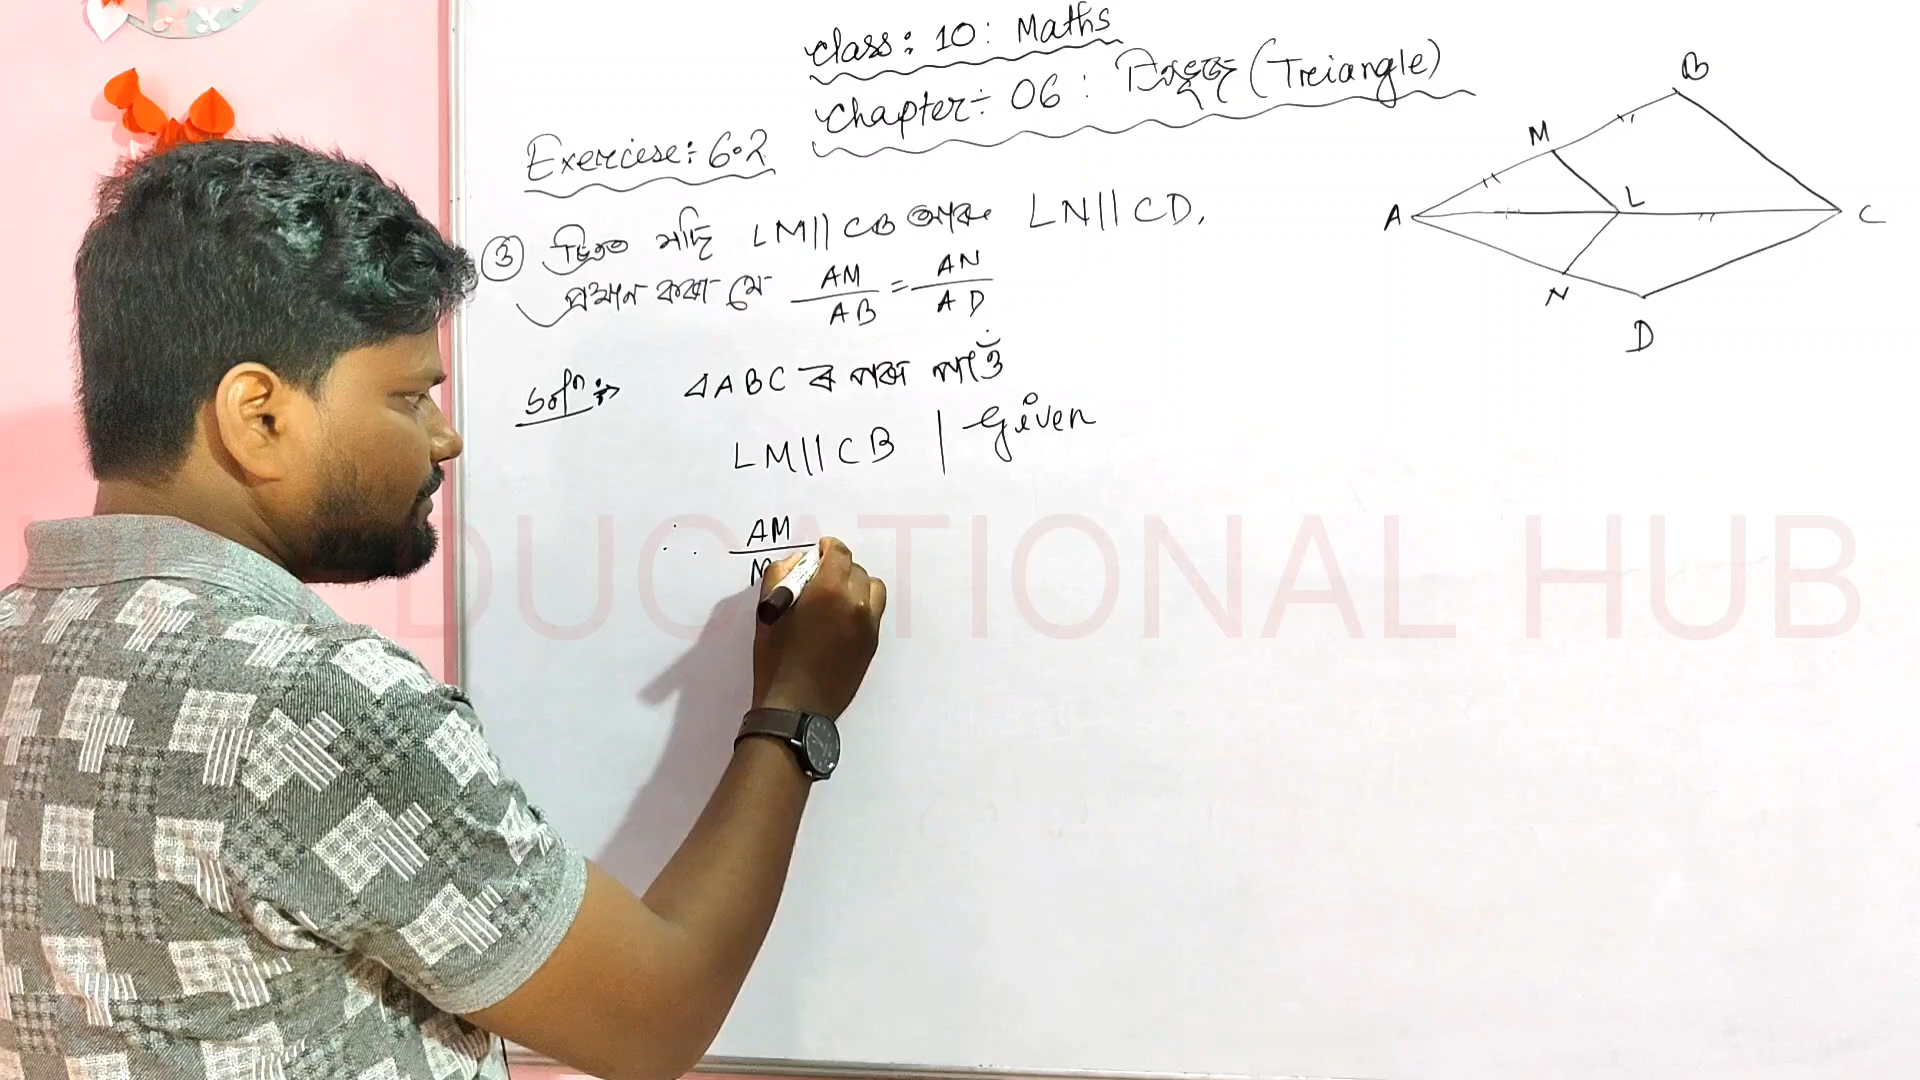 Class: 10: Maths
Chapter: 06: ত্ৰিভুজ (Treiangle)
Exercise: 6.2
③ চিত্ৰত যদি LM||CB আৰু LN||CD,
প্ৰমাণ কৰা যে AM/AB = AN/AD
Solⁿ:→ ΔABC ৰ পৰা পাওঁ
LM||CB | Given
∴ AM
B
M
A
L
C
N
D
EDUCATIONAL HUB